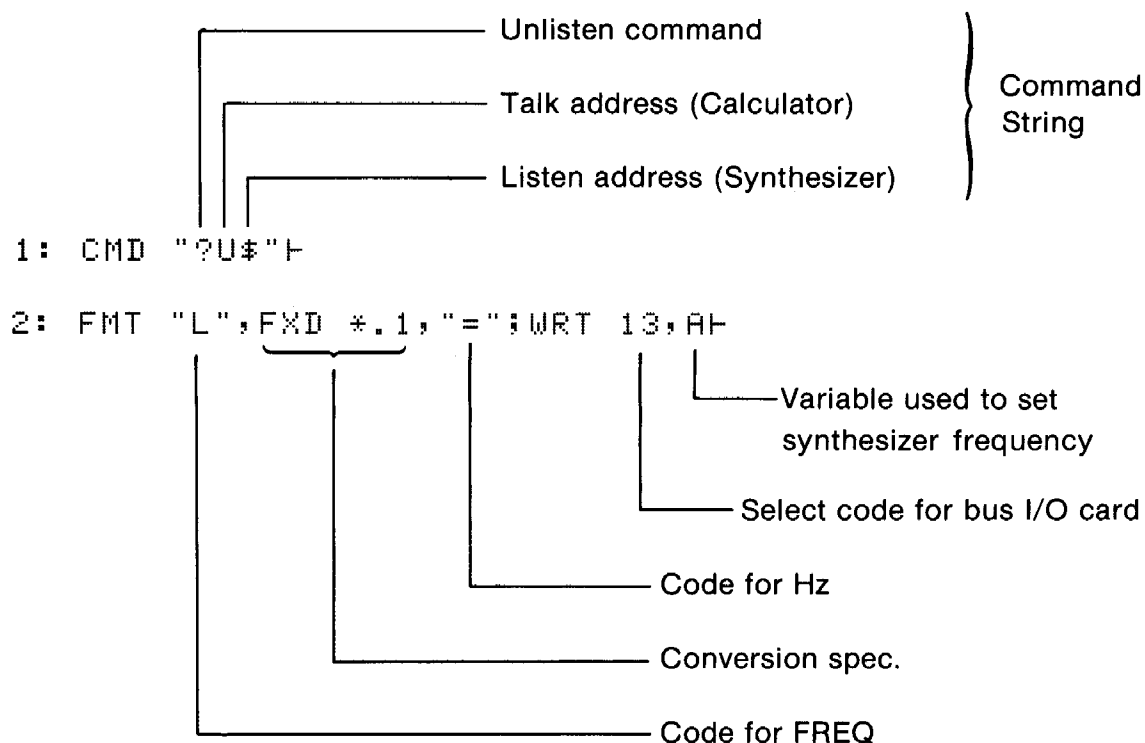 Unlisten command
Talk address (Calculator)
Listen address (Synthesizer)
Command
String
1: CMD "?U$"⊢
2: FMT "L",FXD *.1,"=";WRT 13,A⊢
Variable used to set
synthesizer frequency
Select code for bus I/O card
Code for Hz
Conversion spec.
Code for FREQ